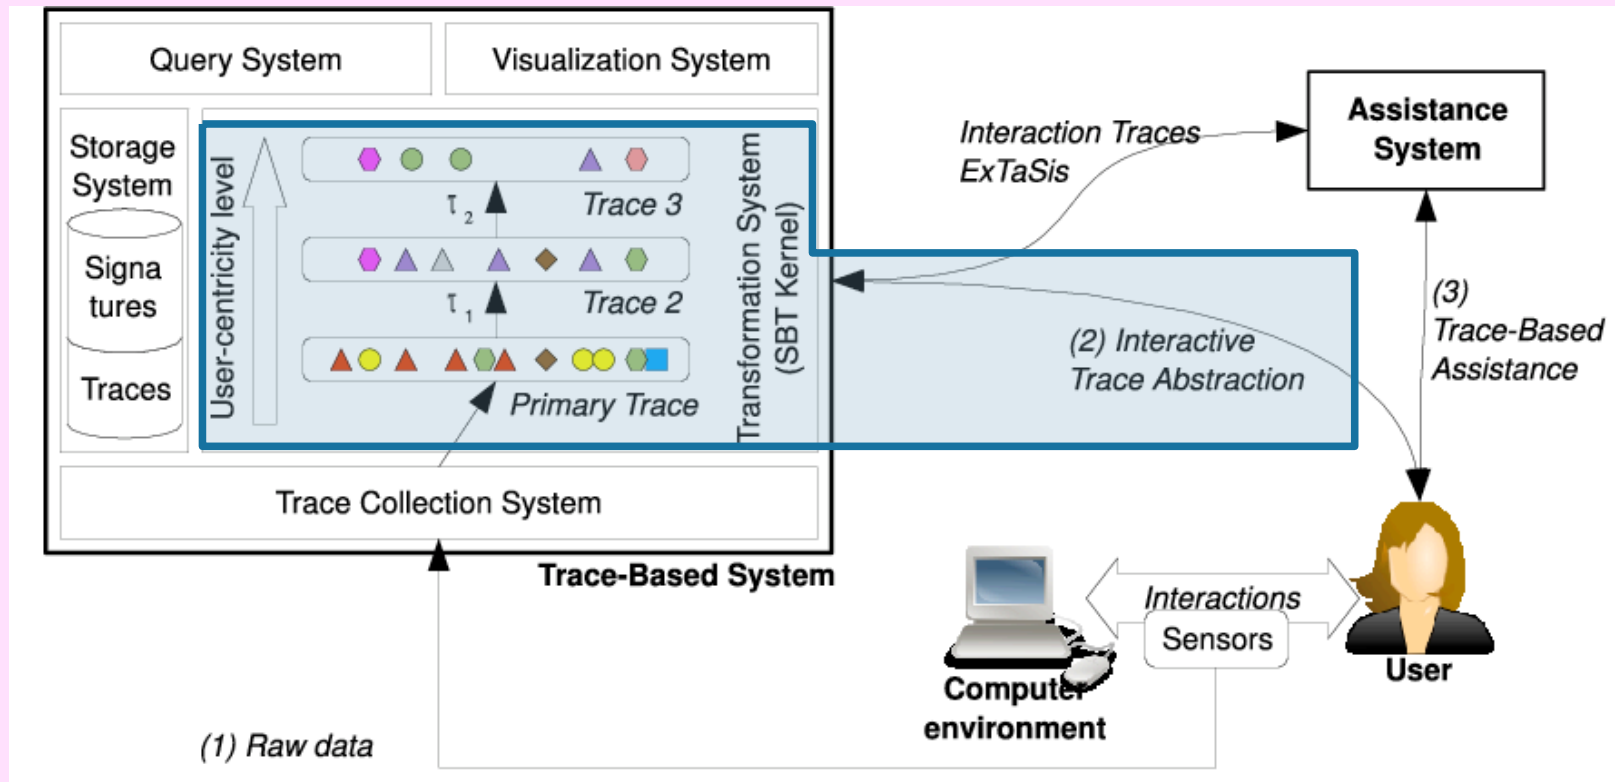 Query System
Visualization System
Storage
System
Signa
tures
Traces
User-centricity level
Trace 3
τ 2
Trace 2
τ 1
Primary Trace
Transformation System
(SBT Kernel)
Trace Collection System
Trace-Based System
Interaction Traces
ExTaSis
Assistance
System
(2) Interactive
Trace Abstraction
(3)
Trace-Based
Assistance
Interactions
Sensors
User
Computer
environment
(1) Raw data